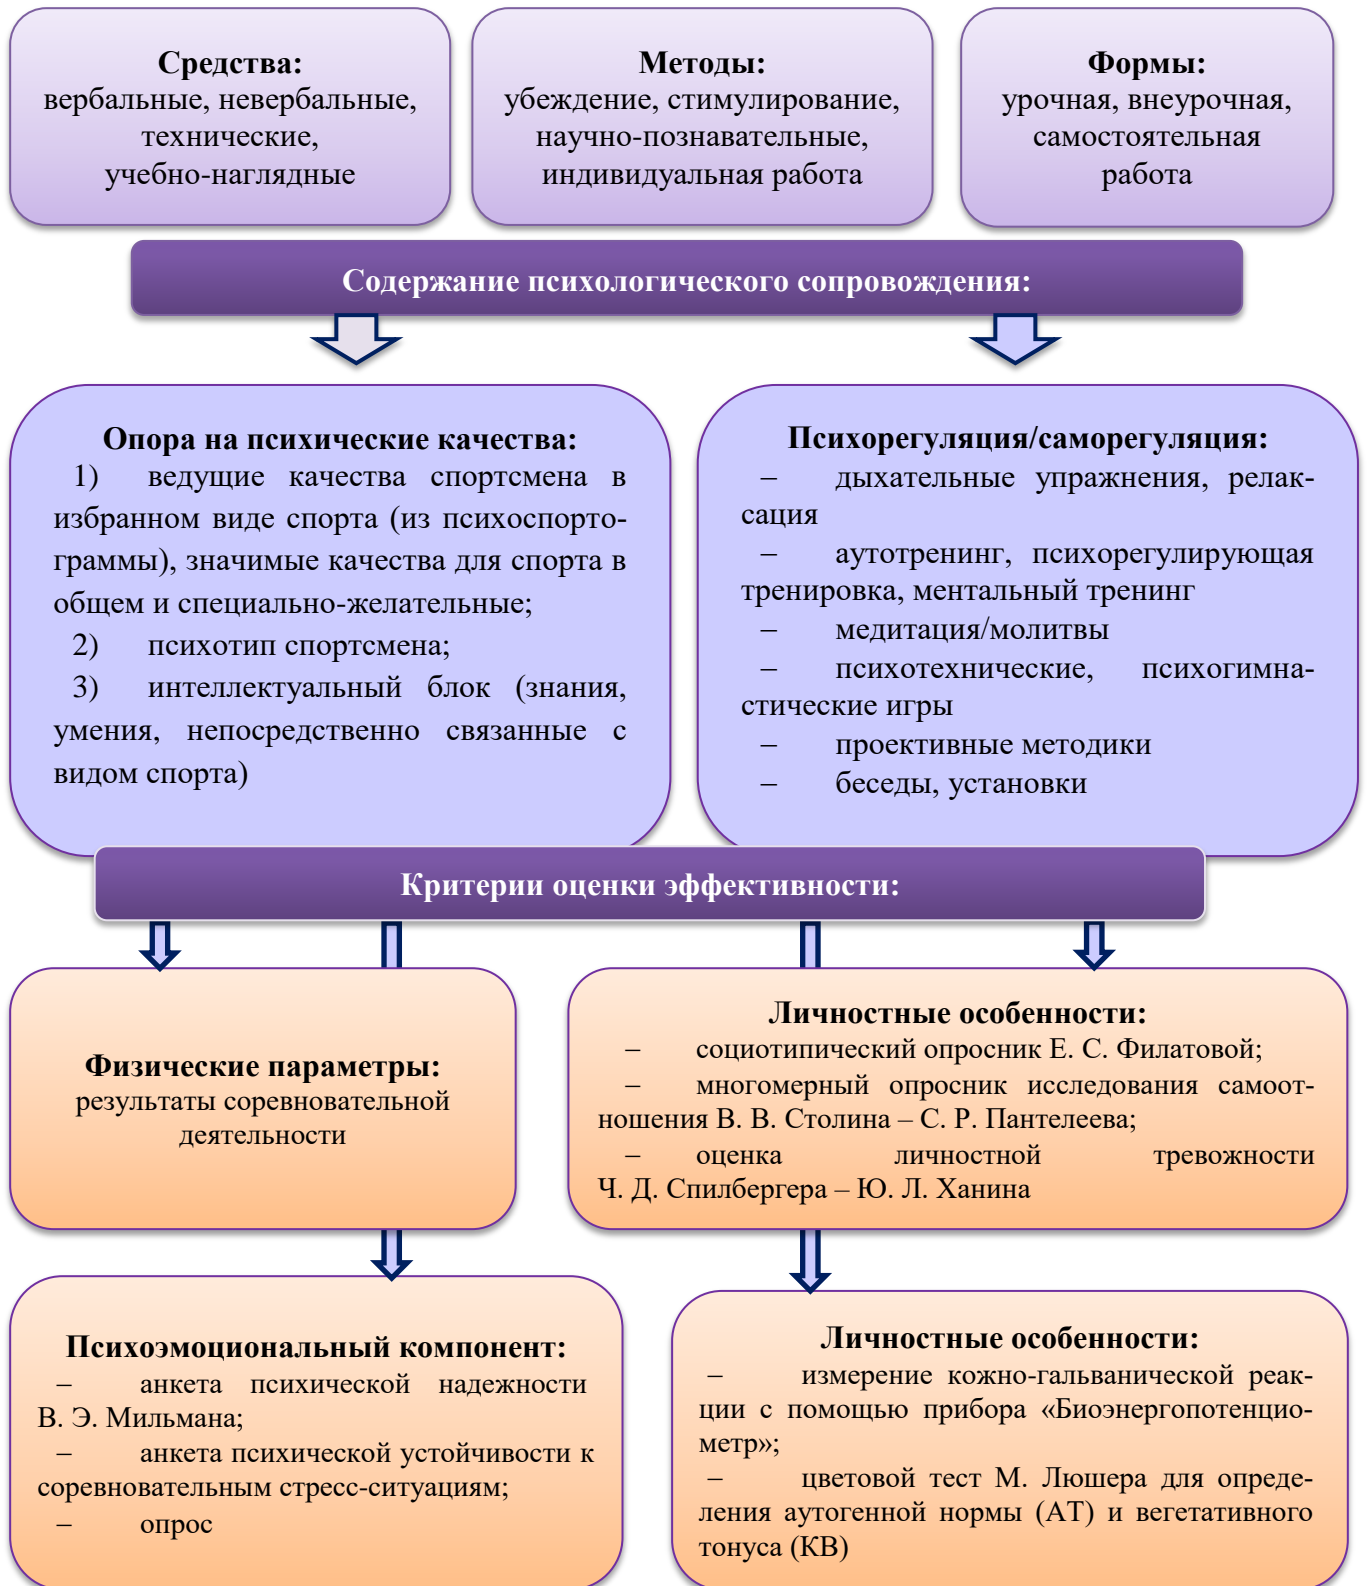 Средства:
вербальные, невербальные,
технические,
учебно-наглядные
Методы:
убеждение, стимулирование,
научно-познавательные,
индивидуальная работа
Формы:
урочная, внеурочная,
самостоятельная
работа
Содержание психологического сопровождения:
Опора на психические качества:
1) ведущие качества спортсмена в
избранном виде спорта (из психоспорто-
граммы), значимые качества для спорта в
общем и специально-желательные;
2) психотип спортсмена;
3) интеллектуальный блок (знания,
умения, непосредственно связанные с
видом спорта)
Психорегуляция/саморегуляция:
– дыхательные упражнения, релак-
сация
– аутотренинг, психорегулирующая
тренировка, ментальный тренинг
– медитация/молитвы
– психотехнические, психогимна-
стические игры
– проективные методики
– беседы, установки
Критерии оценки эффективности:
Физические параметры:
результаты соревновательной
деятельности
Личностные особенности:
– социотипический опросник Е. С. Филатовой;
– многомерный опросник исследования самоот-
ношения В. В. Столина – С. Р. Пантелеева;
– оценка личностной тревожности
Ч. Д. Спилбергера – Ю. Л. Ханина
Психоэмоциональный компонент:
– анкета психической надежности
В. Э. Мильмана;
– анкета психической устойчивости к
соревновательным стресс-ситуациям;
– опрос
Личностные особенности:
– измерение кожно-гальванической реак-
ции с помощью прибора «Биоэнергопотенцио-
метр»;
– цветовой тест М. Люшера для опреде-
ления аутогенной нормы (АТ) и вегетативного
тонуса (КВ)